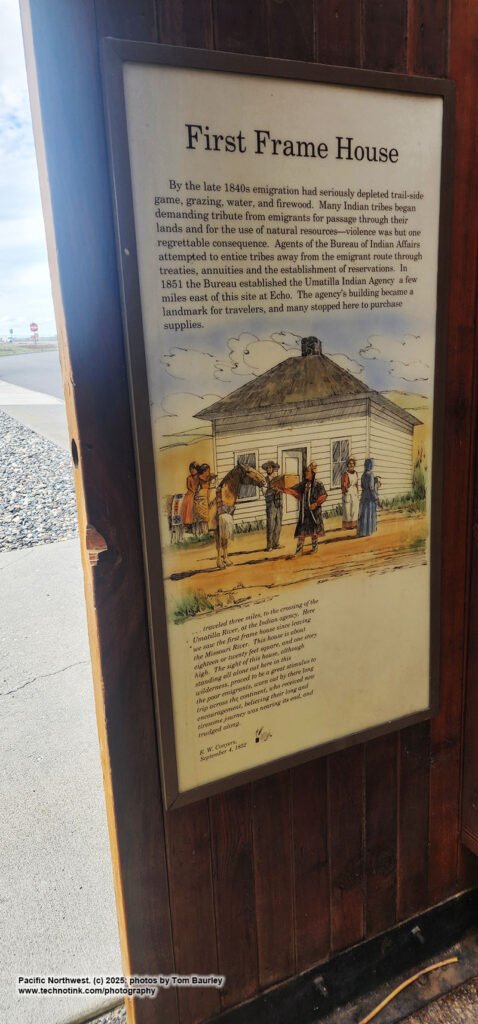 First Frame House
By the late 1840s emigration had seriously depleted trail-side
game, grazing, water, and firewood. Many Indian tribes began
demanding tribute from emigrants for passage through their
lands and for the use of natural resources—violence was but one
regrettable consequence. Agents of the Bureau of Indian Affairs
attempted to entice tribes away from the emigrant route through
treaties, annuities and the establishment of reservations. In
1851 the Bureau established the Umatilla Indian Agency a few
miles east of this site at Echo. The agency's building became a
landmark for travelers, and many stopped here to purchase
supplies.
. . . traveled three miles, to the crossing of the
Umatilla River, at the Indian agency. Here
we saw the first frame house since leaving
the Missouri River. This house is about
eighteen or twenty feet square, and one story
high. The sight of this house, although
standing all alone out here in this
wilderness, proved to be a great stimulus to
the poor emigrants, worn out by there long
trip across the continent, who received new
encouragement, believing their long and
tiresome journey was nearing its end, and
trudged along.
E. W. Conyers,
September 4, 1852
Pacific Northwest. (c) 2025; photos by Tom Baurley
www.technotink.com/photography